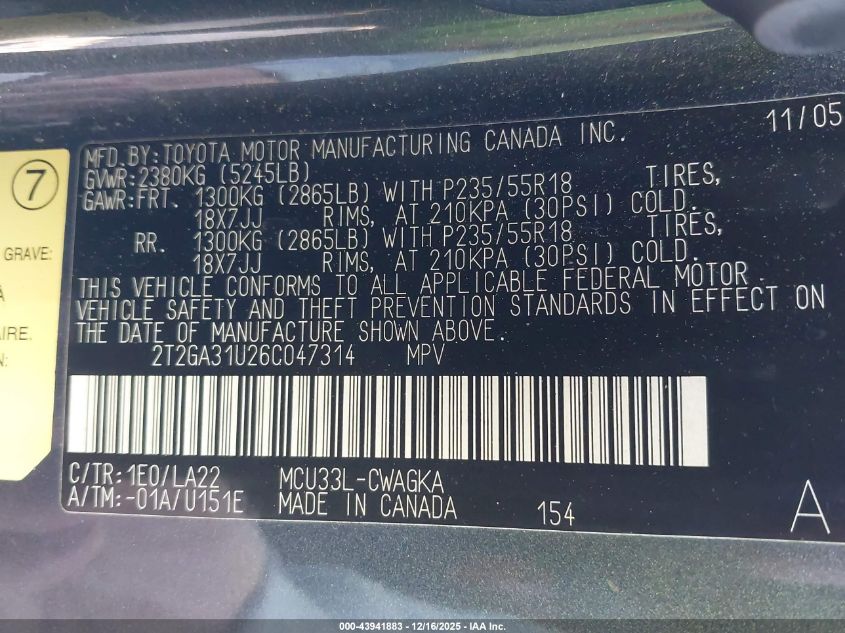 11/05
MFD.BY:TOYOTA MOTOR MANUFACTURING CANADA INC.
GVWR:2380KG (5245LB)
GAWR:FRT. 1300KG (2865LB) WITH P235/55R18 TIRES,
18X7JJ RIMS, AT 210KPA (30PSI) COLD.
RR. 1300KG (2865LB) WITH P235/55R18 TIRES,
18X7JJ RIMS, AT 210KPA (30PSI) COLD.
THIS VEHICLE CONFORMS TO ALL APPLICABLE FEDERAL MOTOR
VEHICLE SAFETY AND THEFT PREVENTION STANDARDS IN EFFECT ON
THE DATE OF MANUFACTURE SHOWN ABOVE.
2T2GA31U26C047314 MPV
C/TR:1E0/LA22 MCU33L-CWAGKA
A/TM:-01A/U151E MADE IN CANADA 154 A
7
GRAVE:
A
AIRE.
N:
000-43941883 - 12/16/2025 - IAA Inc.